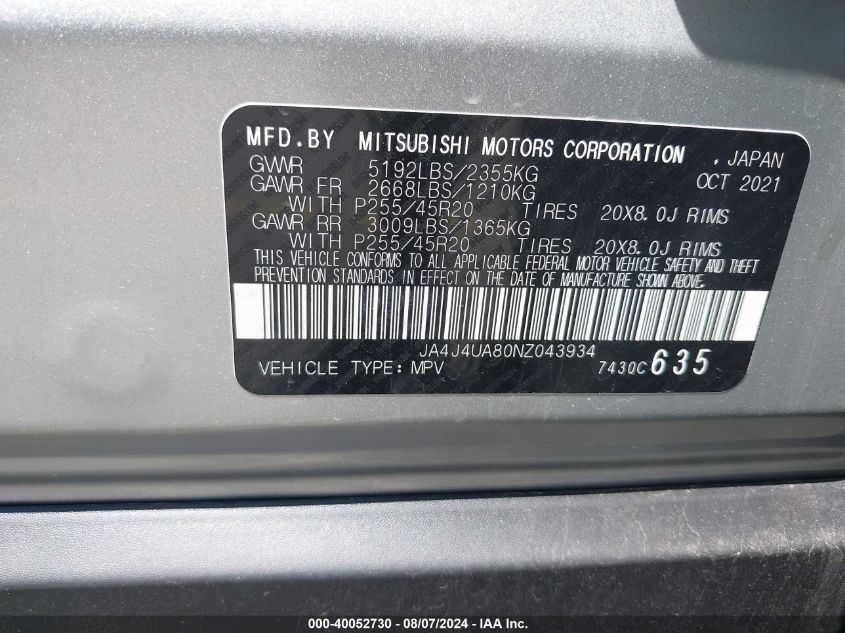 MFD.BY MITSUBISHI MOTORS CORPORATION , JAPAN
GVWR 5192LBS/2355KG OCT 2021
GAWR FR 2668LBS/1210KG
WITH P255/45R20 TIRES 20X8.0J RIMS
GAWR RR 3009LBS/1365KG
WITH P255/45R20 TIRES 20X8.0J RIMS
THIS VEHICLE CONFORMS TO ALL APPLICABLE FEDERAL MOTOR VEHICLE SAFETY AND THEFT
PREVENTION STANDARDS IN EFFECT ON THE DATE OF MANUFACTURE SHOWN ABOVE.
JA4J4UA80NZ043934
VEHICLE TYPE:MPV 7430C 635
000-40052730 - 08/07/2024 - IAA Inc.